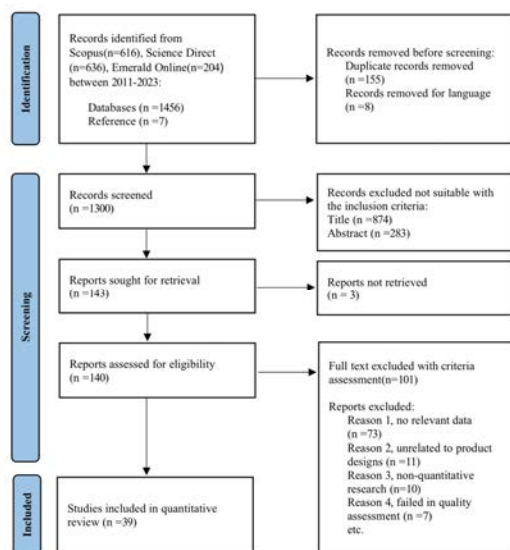 Identification
Records identified from
Scopus(n=616), Science Direct
(n=636), Emerald Online(n=204)
between 2011-2023:
Databases (n =1456)
Reference (n =7)
Records removed before screening:
Duplicate records removed
(n =155)
Records removed for language
(n =8)
Screening
Records screened
(n =1300)
Records excluded not suitable with
the inclusion criteria:
Title (n =874)
Abstract (n =283)
Reports sought for retrieval
(n =143)
Reports not retrieved
(n = 3)
Reports assessed for eligibility
(n =140)
Full text excluded with criteria
assessment(n=101)
Reports excluded:
Reason 1, no relevant data
(n =73)
Reason 2, unrelated to product
designs (n =11)
Reason 3, non-quantitative
research (n=10)
Reason 4, failed in quality
assessment (n =7)
etc.
Included
Studies included in quantitative
review (n =39)